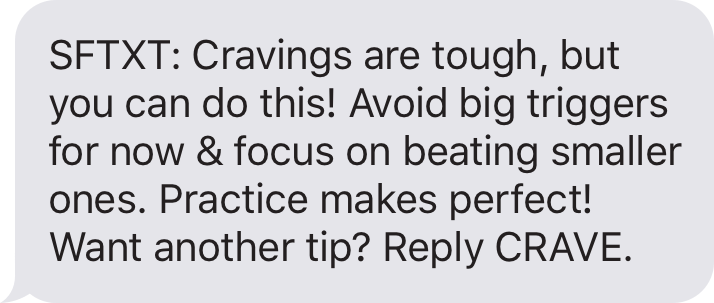 SFTXT: Cravings are tough, but
you can do this! Avoid big triggers
for now & focus on beating smaller
ones. Practice makes perfect!
Want another tip? Reply CRAVE.